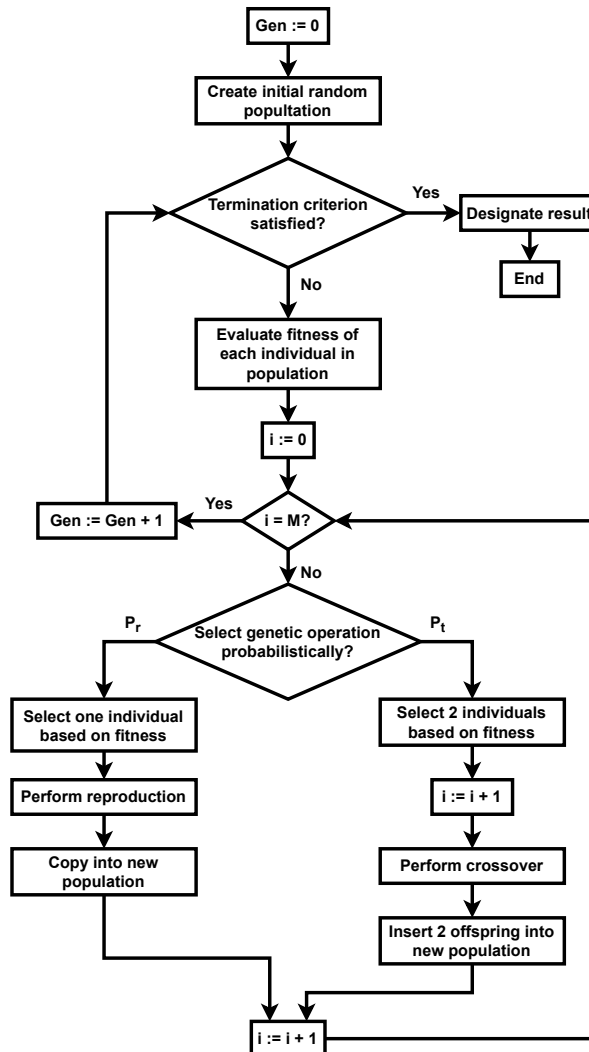 Gen := 0
Create initial random
popultation
Termination criterion
satisfied?
Yes
Designate result
End
No
Evaluate fitness of
each individual in
population
i := 0
Yes
i = M?
Gen := Gen + 1
No
Select genetic operation
probabilistically?
Pr
Pt
Select one individual
based on fitness
Perform reproduction
Copy into new
population
Select 2 individuals
based on fitness
i := i + 1
Perform crossover
Insert 2 offspring into
new population
i := i + 1